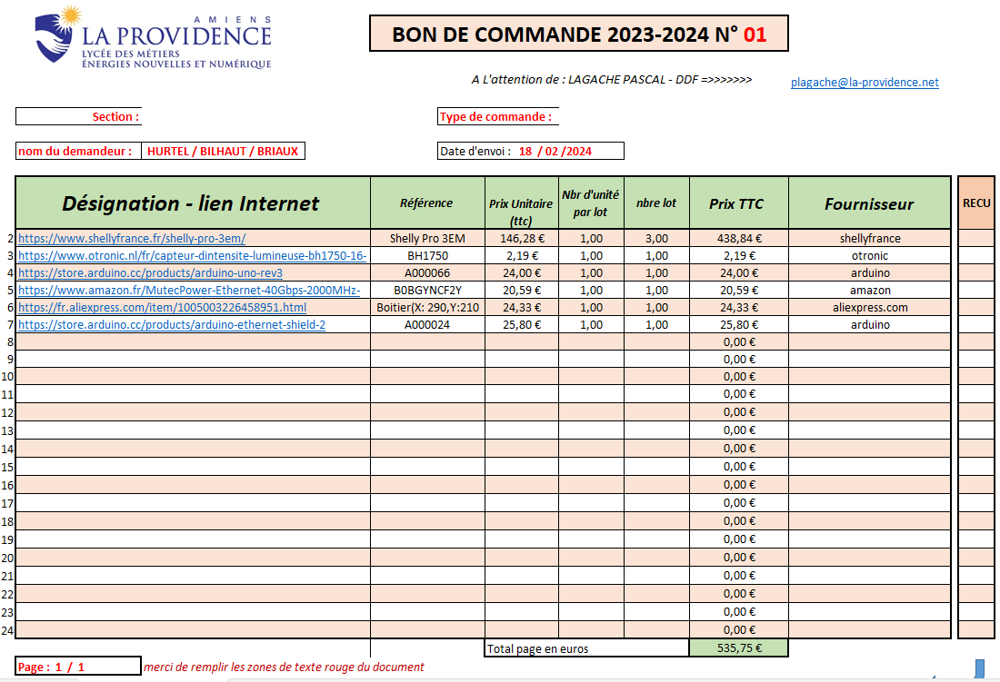 AMIENS
LA PROVIDENCE
LYCÉE DES MÉTIERS
ÉNERGIES NOUVELLES ET NUMÉRIQUE
BON DE COMMANDE 2023-2024 N° 01
A L'attention de : LAGACHE PASCAL - DDF =>>>>>>> plagache@la-providence.net
Section : Type de commande :
nom du demandeur : HURTEL / BILHAUT / BRIAUX Date d'envoi : 18 / 02 /2024
Désignation - lien Internet Référence Prix Unitaire (ttc) Nbr d'unité par lot nbre lot Prix TTC Fournisseur RECU
2 https://www.shellyfrance.fr/shelly-pro-3em/ Shelly Pro 3EM 146,28 € 1,00 3,00 438,84 € shellyfrance
3 https://www.otronic.nl/fr/capteur-dintensite-lumineuse-bh1750-16- BH1750 2,19 € 1,00 1,00 2,19 € otronic
4 https://store.arduino.cc/products/arduino-uno-rev3 A000066 24,00 € 1,00 1,00 24,00 € arduino
5 https://www.amazon.fr/MutecPower-Ethernet-40Gbps-2000MHz- B0BGYNCF2Y 20,59 € 1,00 1,00 20,59 € amazon
6 https://fr.aliexpress.com/item/1005003226458951.html Boitier(X: 290,Y:210 24,33 € 1,00 1,00 24,33 € aliexpress.com
7 https://store.arduino.cc/products/arduino-ethernet-shield-2 A000024 25,80 € 1,00 1,00 25,80 € arduino
8 0,00 €
9 0,00 €
10 0,00 €
11 0,00 €
12 0,00 €
13 0,00 €
14 0,00 €
15 0,00 €
16 0,00 €
17 0,00 €
18 0,00 €
19 0,00 €
20 0,00 €
21 0,00 €
22 0,00 €
23 0,00 €
24 0,00 €
Total page en euros 535,75 €
Page : 1 / 1 merci de remplir les zones de texte rouge du document